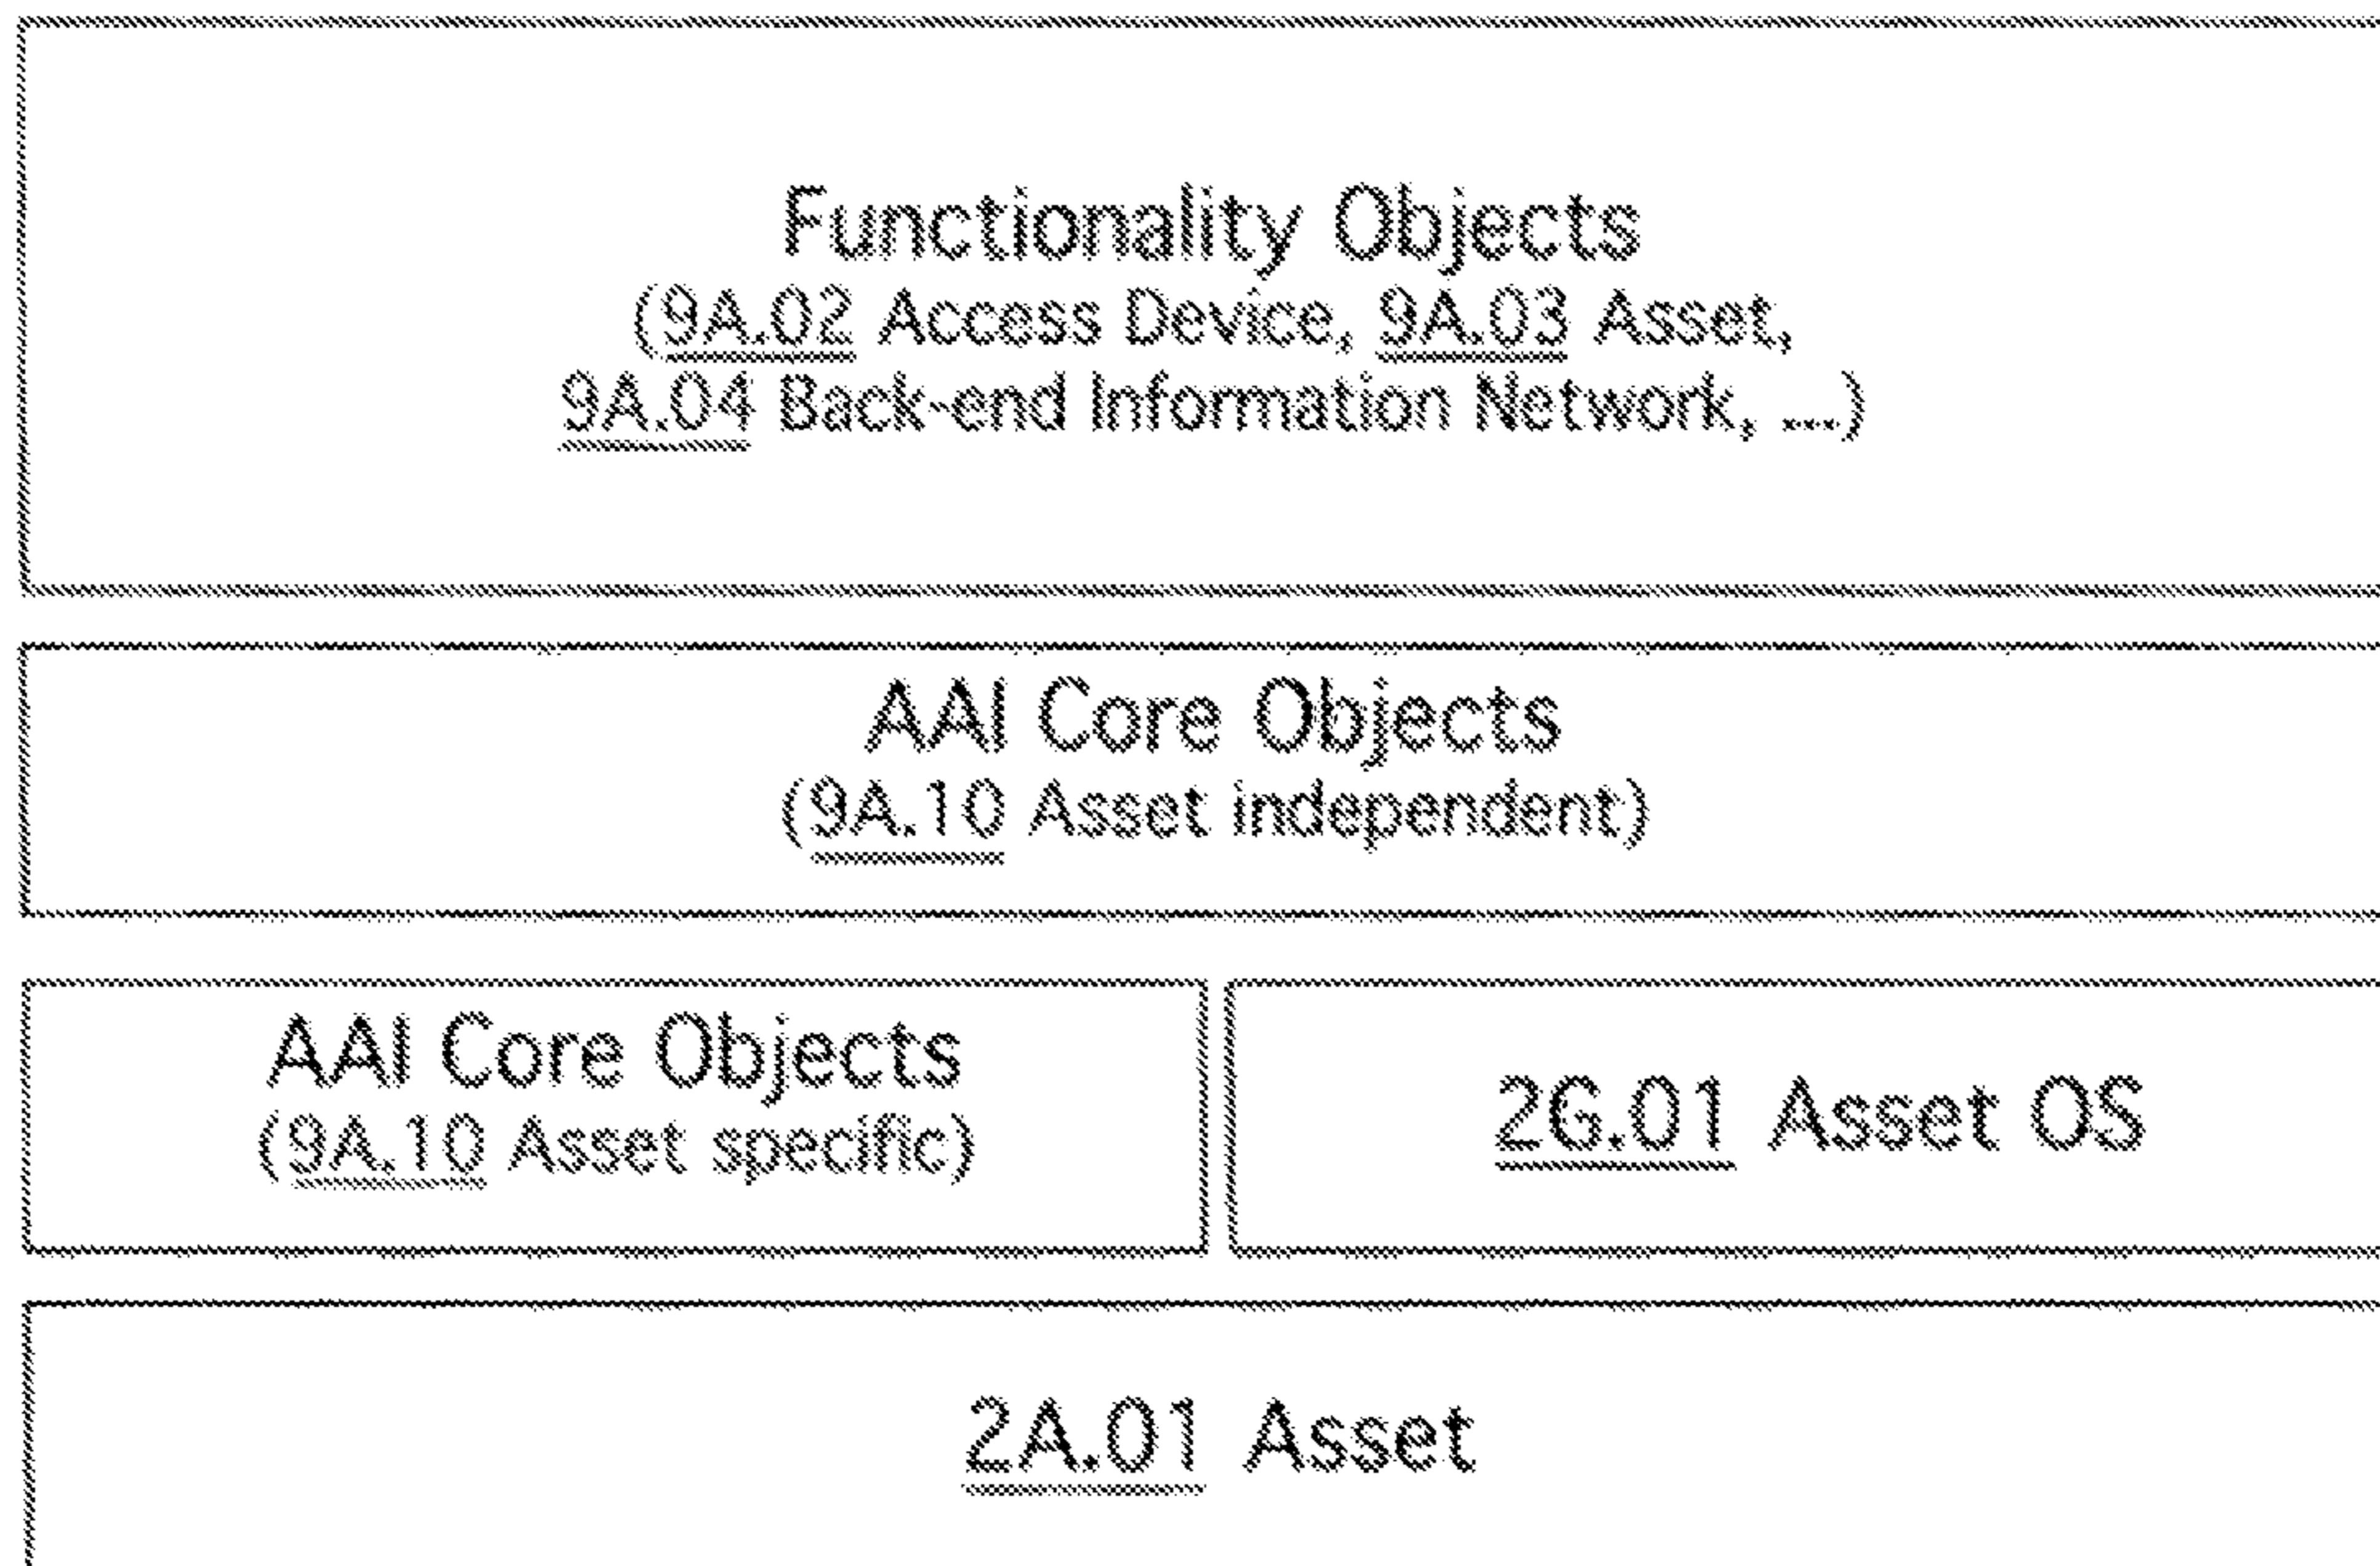 Functionality Objects
(9A.02 Access Device, 9A.03 Asset,
9A.04 Back-end Information Network, ...)
AAI Core Objects
(9A.10 Asset independent)
AAI Core Objects
(9A.10 Asset specific)
2G.01 Asset OS
2A.01 Asset